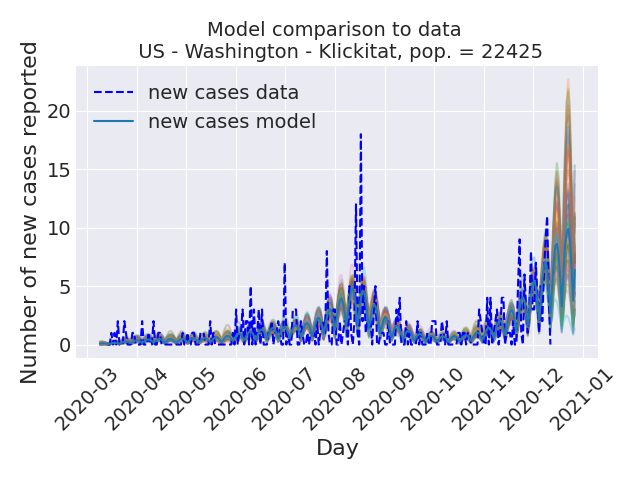 Model comparison to data
US - Washington - Klickitat, pop. = 22425
Number of new cases reported
20
15
10
5
0
new cases data
new cases model
2020-03
2020-04
2020-05
2020-06
2020-07
2020-08
2020-09
2020-10
2020-11
2020-12
2021-01
Day